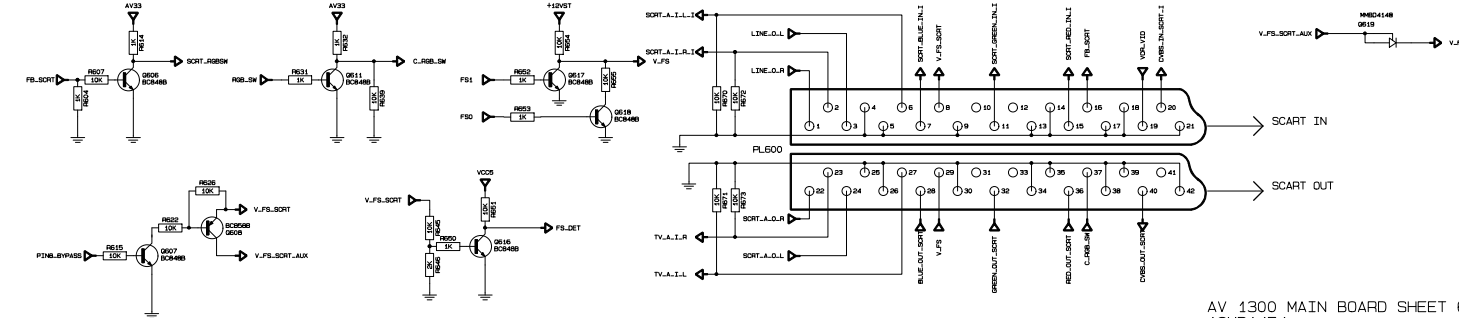 AV33
R614
1K
SCRT_RGBSW
FB_SCRT
R607
10K
Q606
BC848B
R604
1K
AV33
R632
1K
C_RGB_SW
RGB_SW
R631
1K
Q611
BC848B
R639
10K
+12VST
R654
10K
V_FS
FS1
R652
1K
Q617
BC848B
R655
10K
FS0
R653
1K
Q618
BC848B
R626
10K
V_FS_SCRT
R622
10K
BC858B
Q608
PIN8_BYPASS
R615
10K
Q607
BC848B
V_FS_SCRT_AUX
VCC5
R651
10K
V_FS_SCRT
R645
10K
FS_DET
R650
1K
Q616
BC848B
R646
2K
SCRT_A_I_L_I
LINE_O_L
SCRT_A_I_R_I
LINE_O_R
R670
10K
R672
10K
SCRT_BLUE_IN_I
V_FS_SCRT
SCRT_GREEN_IN_I
SCRT_RED_IN_I
FB_SCRT
VCR_VID
CVBS_IN_SCRT_I
2 4 6 8 10 12 14 16 18 20
1 3 5 7 9 11 13 15 17 19 21
SCART IN
PL600
23 25 27 29 31 33 35 37 39 41
22 24 26 28 30 32 34 36 38 40 42
SCART OUT
R671
10K
R673
10K
SCRT_A_O_R
TV_A_I_R
SCRT_A_O_L
TV_A_I_L
BLUE_OUT_SCRT
V_FS
GREEN_OUT_SCRT
RED_OUT_SCRT
C_RGB_SW
CVBS_OUT_SCRT
MMBD4148
Q619
V_FS_SCRT_AUX
AV 1300 MAIN BOARD SHEET